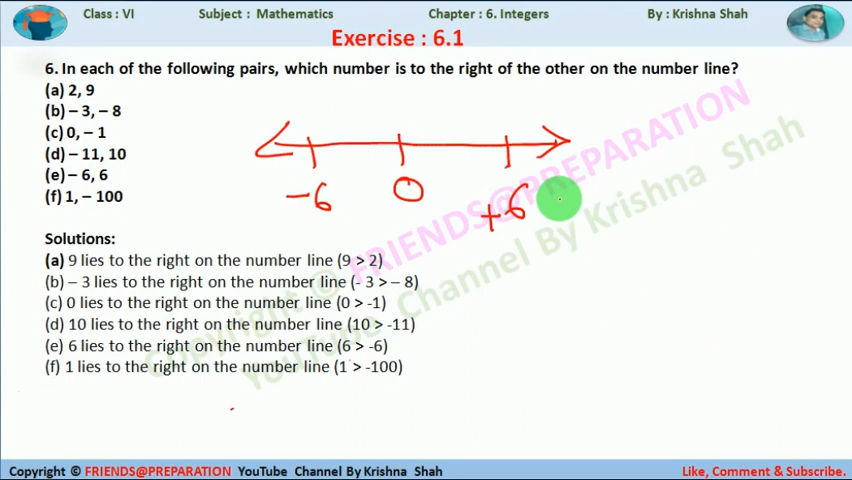 Class : VI Subject : Mathematics Chapter : 6. Integers By : Krishna Shah
Exercise : 6.1
6. In each of the following pairs, which number is to the right of the other on the number line?
(a) 2, 9
(b) – 3, – 8
(c) 0, – 1
(d) – 11, 10
(e) – 6, 6
(f) 1, – 100
-6 0 +6
Solutions:
(a) 9 lies to the right on the number line (9 > 2)
(b) – 3 lies to the right on the number line (- 3 > – 8)
(c) 0 lies to the right on the number line (0 > -1)
(d) 10 lies to the right on the number line (10 > -11)
(e) 6 lies to the right on the number line (6 > -6)
(f) 1 lies to the right on the number line (1 > -100)
Copyright © FRIENDS@PREPARATION
YouTube Channel By Krishna Shah
Copyright © FRIENDS@PREPARATION YouTube Channel By Krishna Shah Like, Comment & Subscribe.